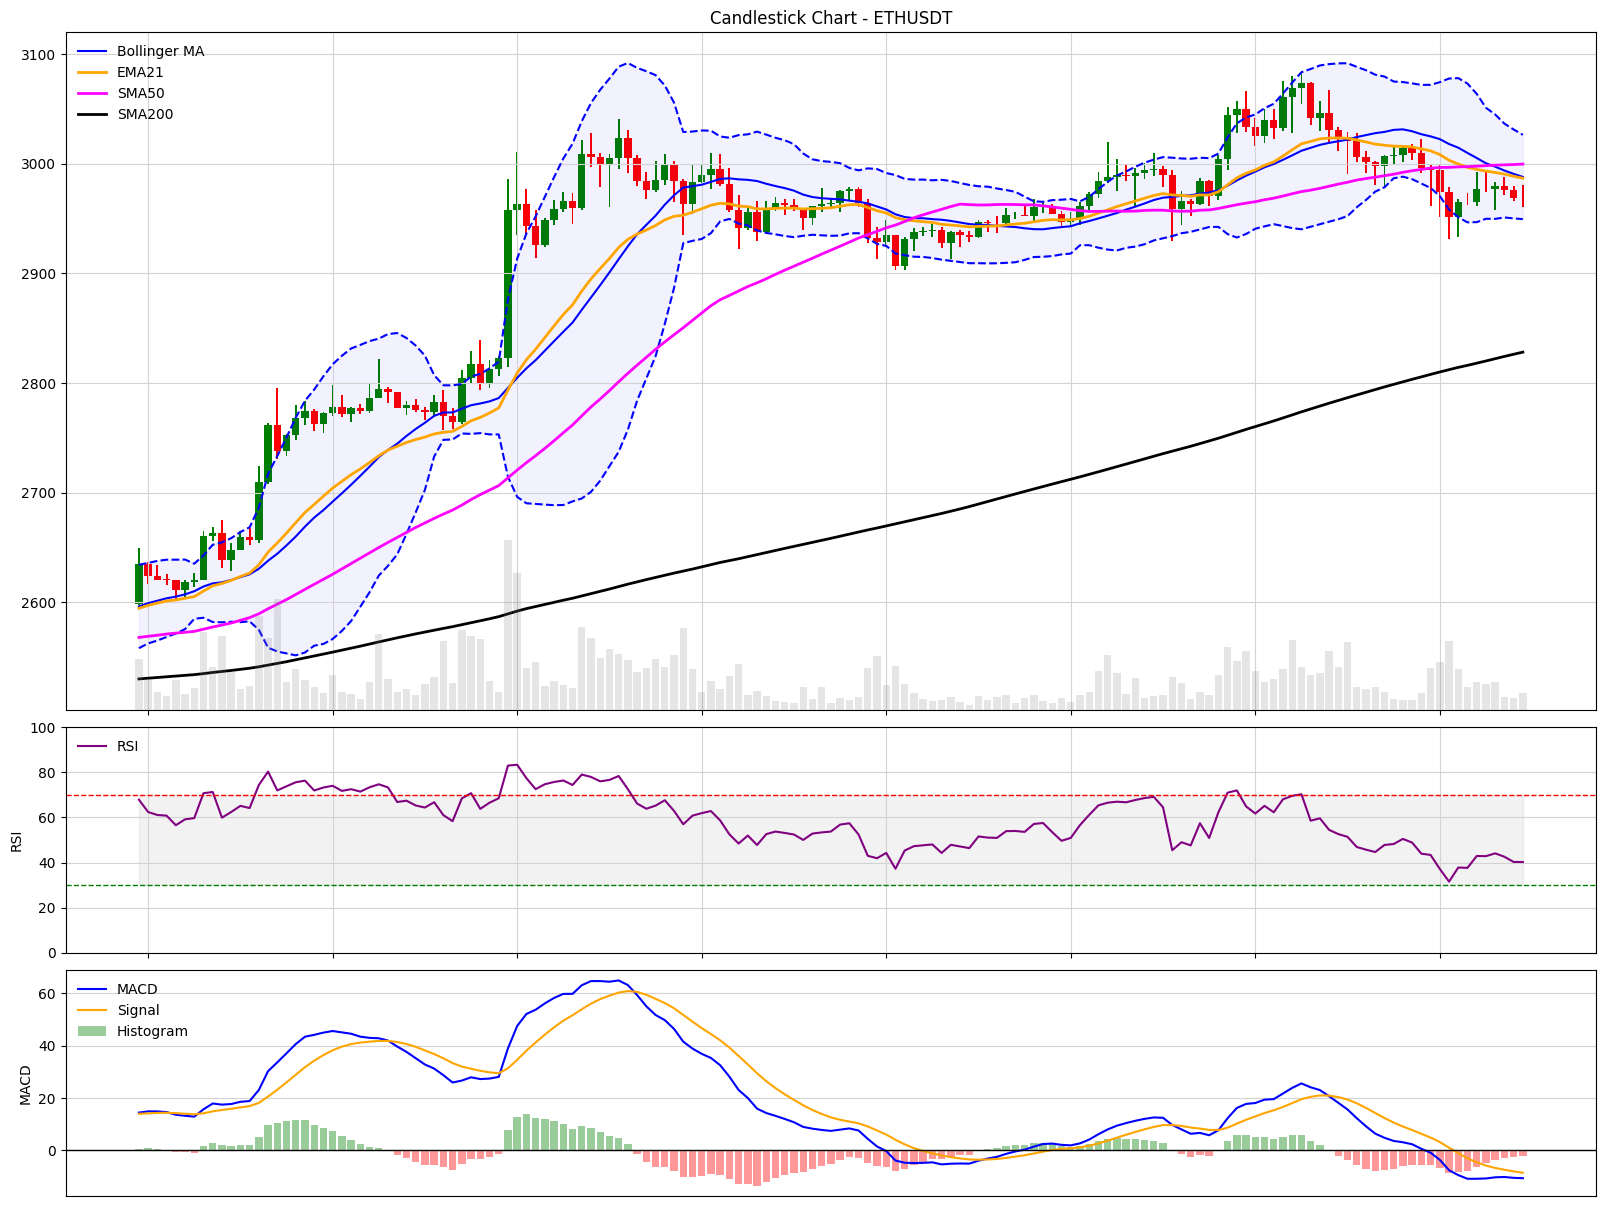 Candlestick Chart - ETHUSDT
3100
3000
2900
2800
2700
2600
Bollinger MA
EMA21
SMA50
SMA200
100
80
60
40
20
0
RSI
RSI
60
40
20
0
MACD
MACD
Signal
Histogram